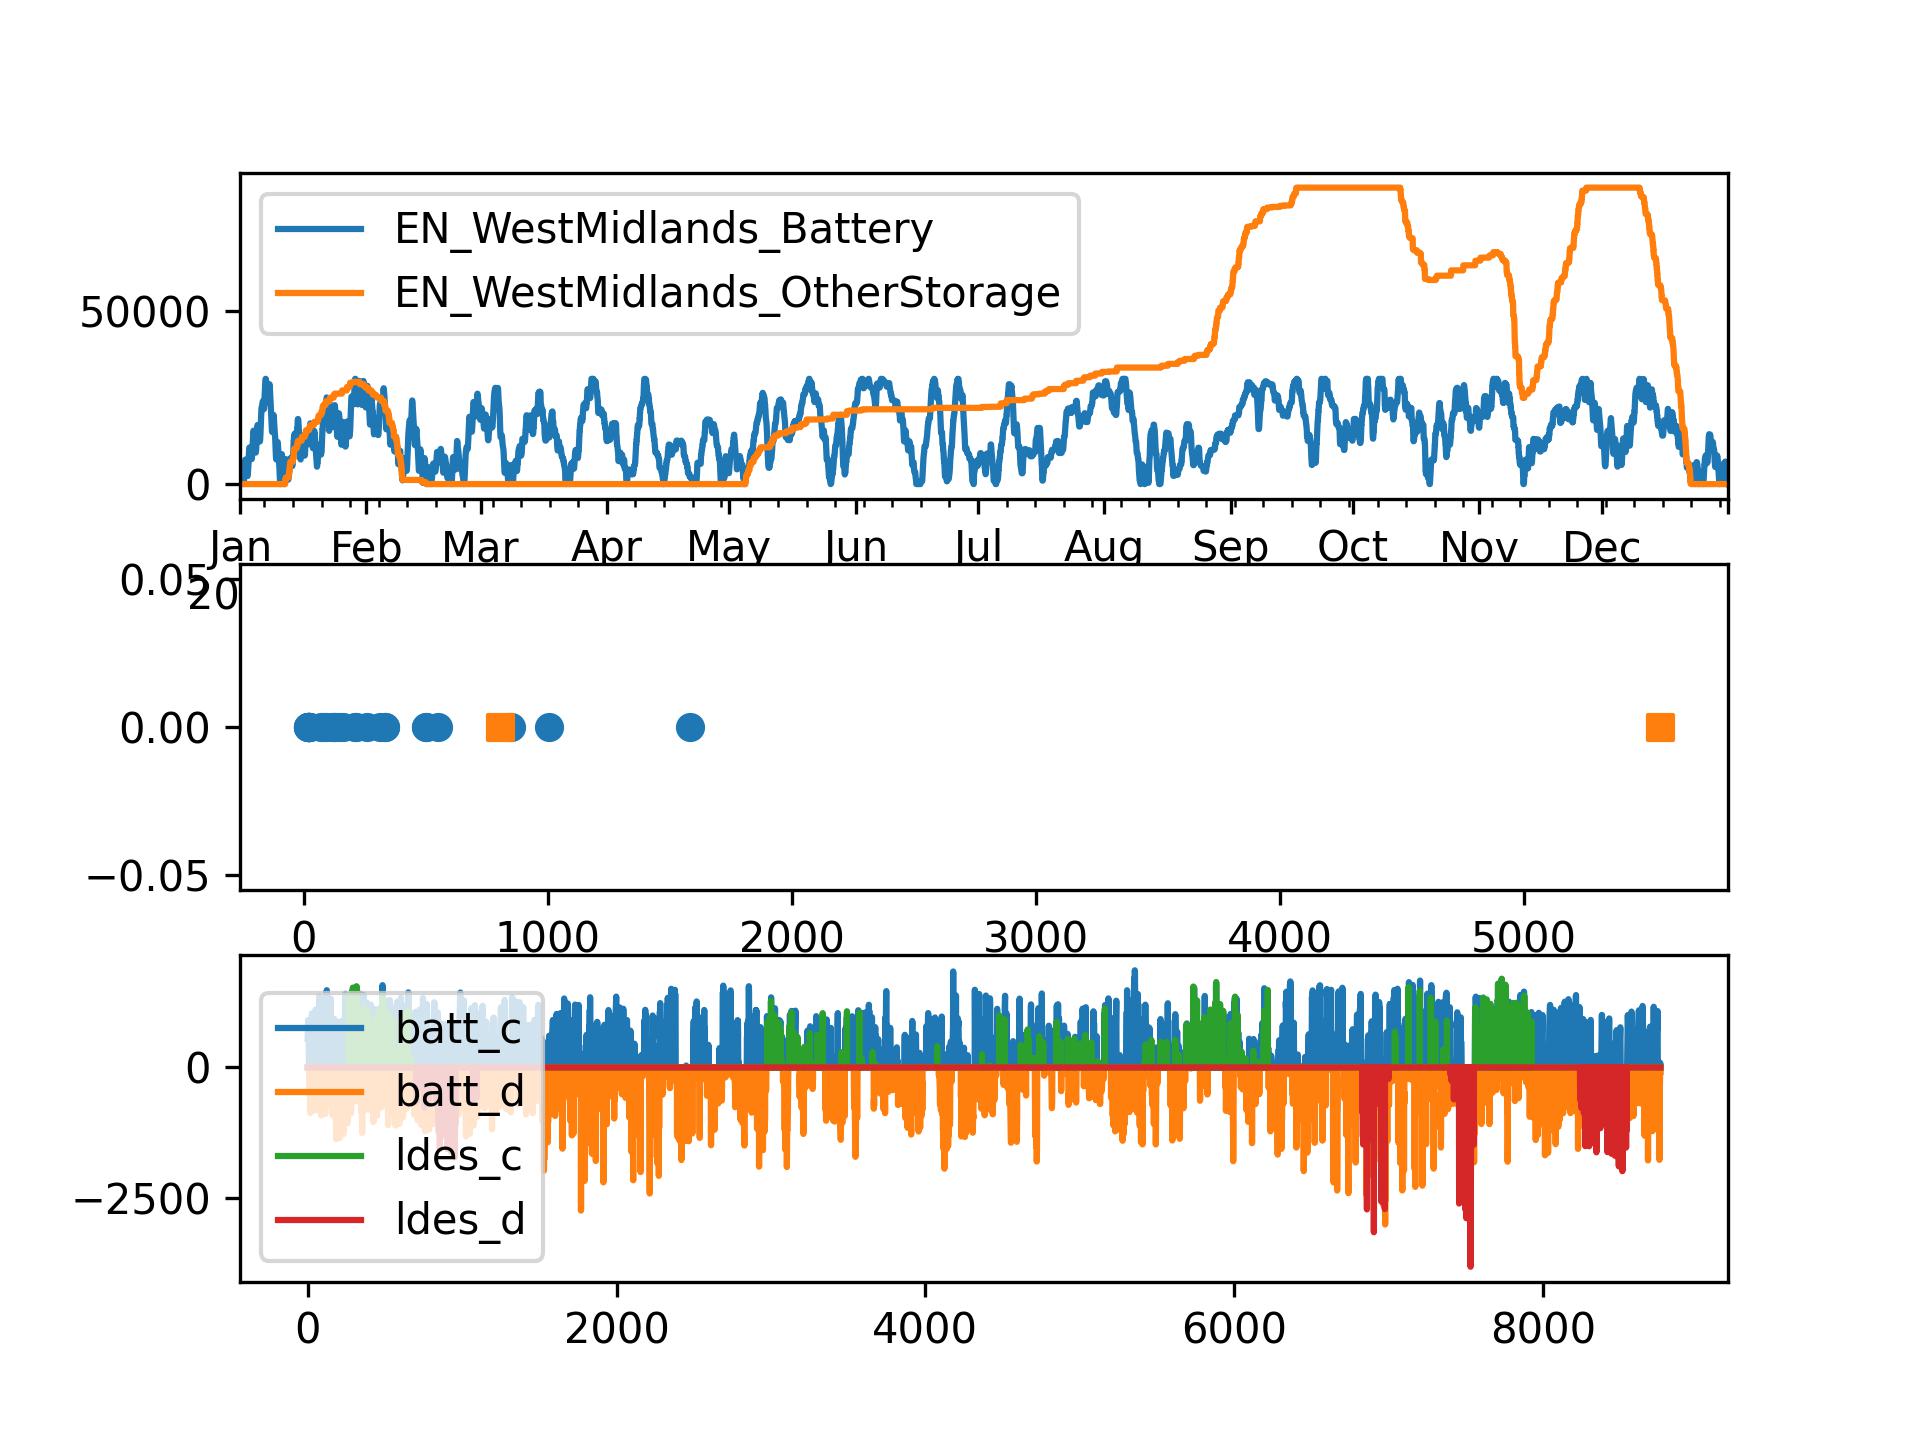 EN_WestMidlands_Battery
EN_WestMidlands_OtherStorage
50000
0
Jan Feb Mar Apr May Jun Jul Aug Sep Oct Nov Dec
20
0.05
0.00
−0.05
0 1000 2000 3000 4000 5000
batt_c
batt_d
ldes_c
ldes_d
0
−2500
0 2000 4000 6000 8000